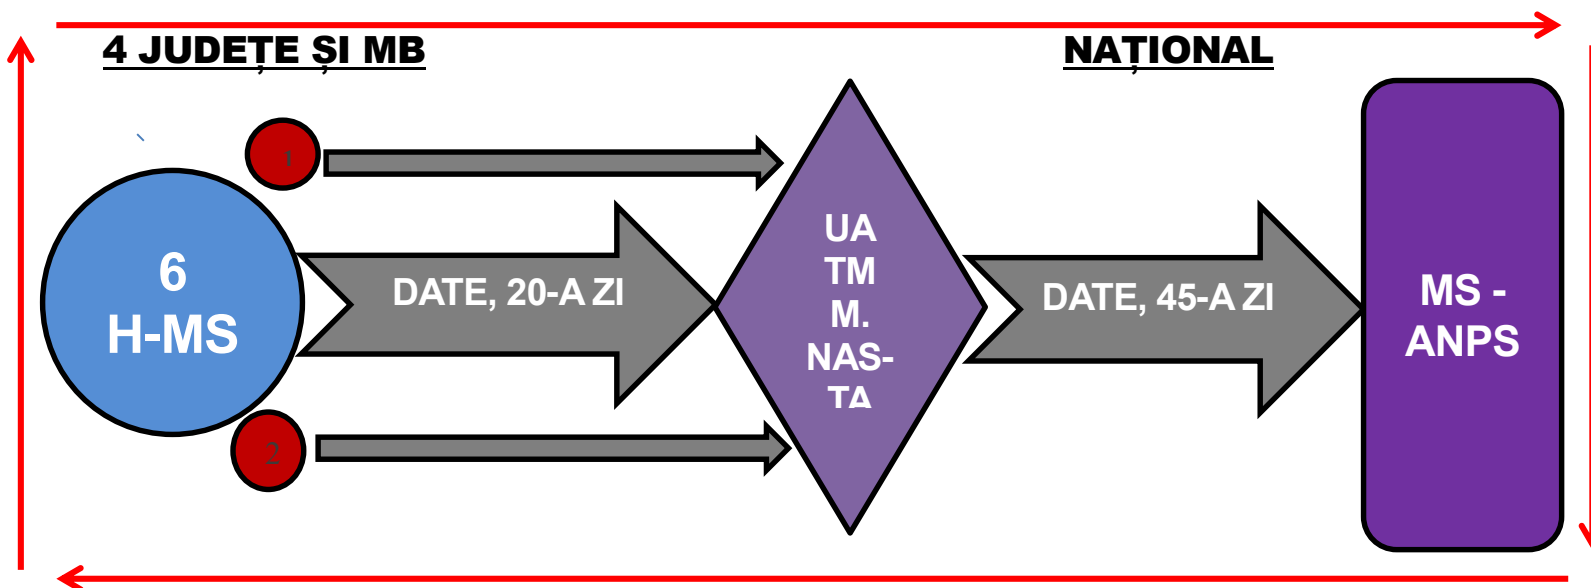 4 JUDEȚE ȘI MB
NAȚIONAL
1
6
H-MS
DATE, 20-A ZI
UA
TM
M.
NAS-
TA
DATE, 45-A ZI
MS -
ANPS
2